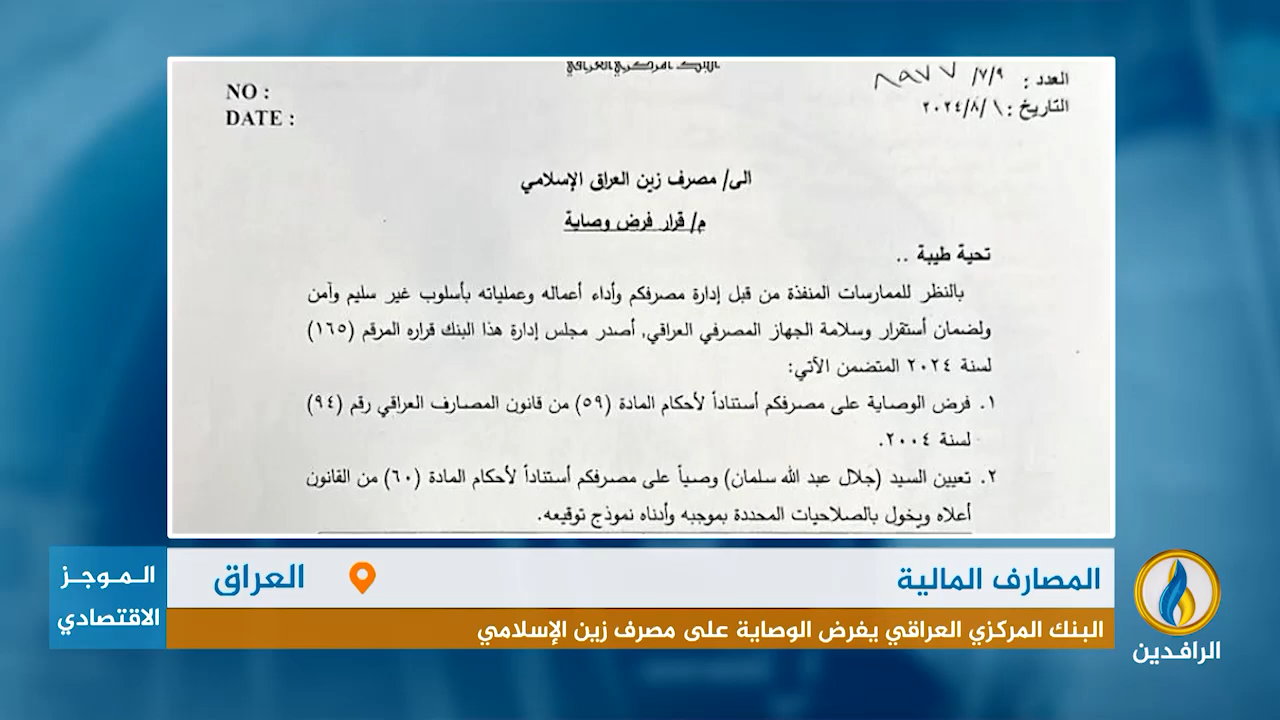 البنك المركزي العراقي
NO :
DATE :
العدد : ٧/٩/ ٨٩٧٧
التاريخ : ٢٠٢٤/٨/١
الى/ مصرف زين العراق الإسلامي
م/ قرار فرض وصاية
تحية طيبة ..
بالنظر للممارسات المنفذة من قبل إدارة مصرفكم وأداء أعماله وعملياته بأسلوب غير سليم وآمن
ولضمان أستقرار وسلامة الجهاز المصرفي العراقي, أصدر مجلس إدارة هذا البنك قراره المرقم (١٦٥)
لسنة ٢٠٢٤ المتضمن الآتي:
١. فرض الوصاية على مصرفكم أستناداً لأحكام المادة (٥٩) من قانون المصارف العراقي رقم (٩٤)
لسنة ٢٠٠٤.
٢. تعيين السيد (جلال عبد الله سلمان) وصياً على مصرفكم أستناداً لأحكام المادة (٦٠) من القانون
أعلاه ويخول بالصلاحيات المحددة بموجبه وأدناه نموذج توقيعه.
المصارف المالية
العراق
الموجز
الاقتصادي
البنك المركزي العراقي يفرض الوصاية على مصرف زين الإسلامي
الرافدين